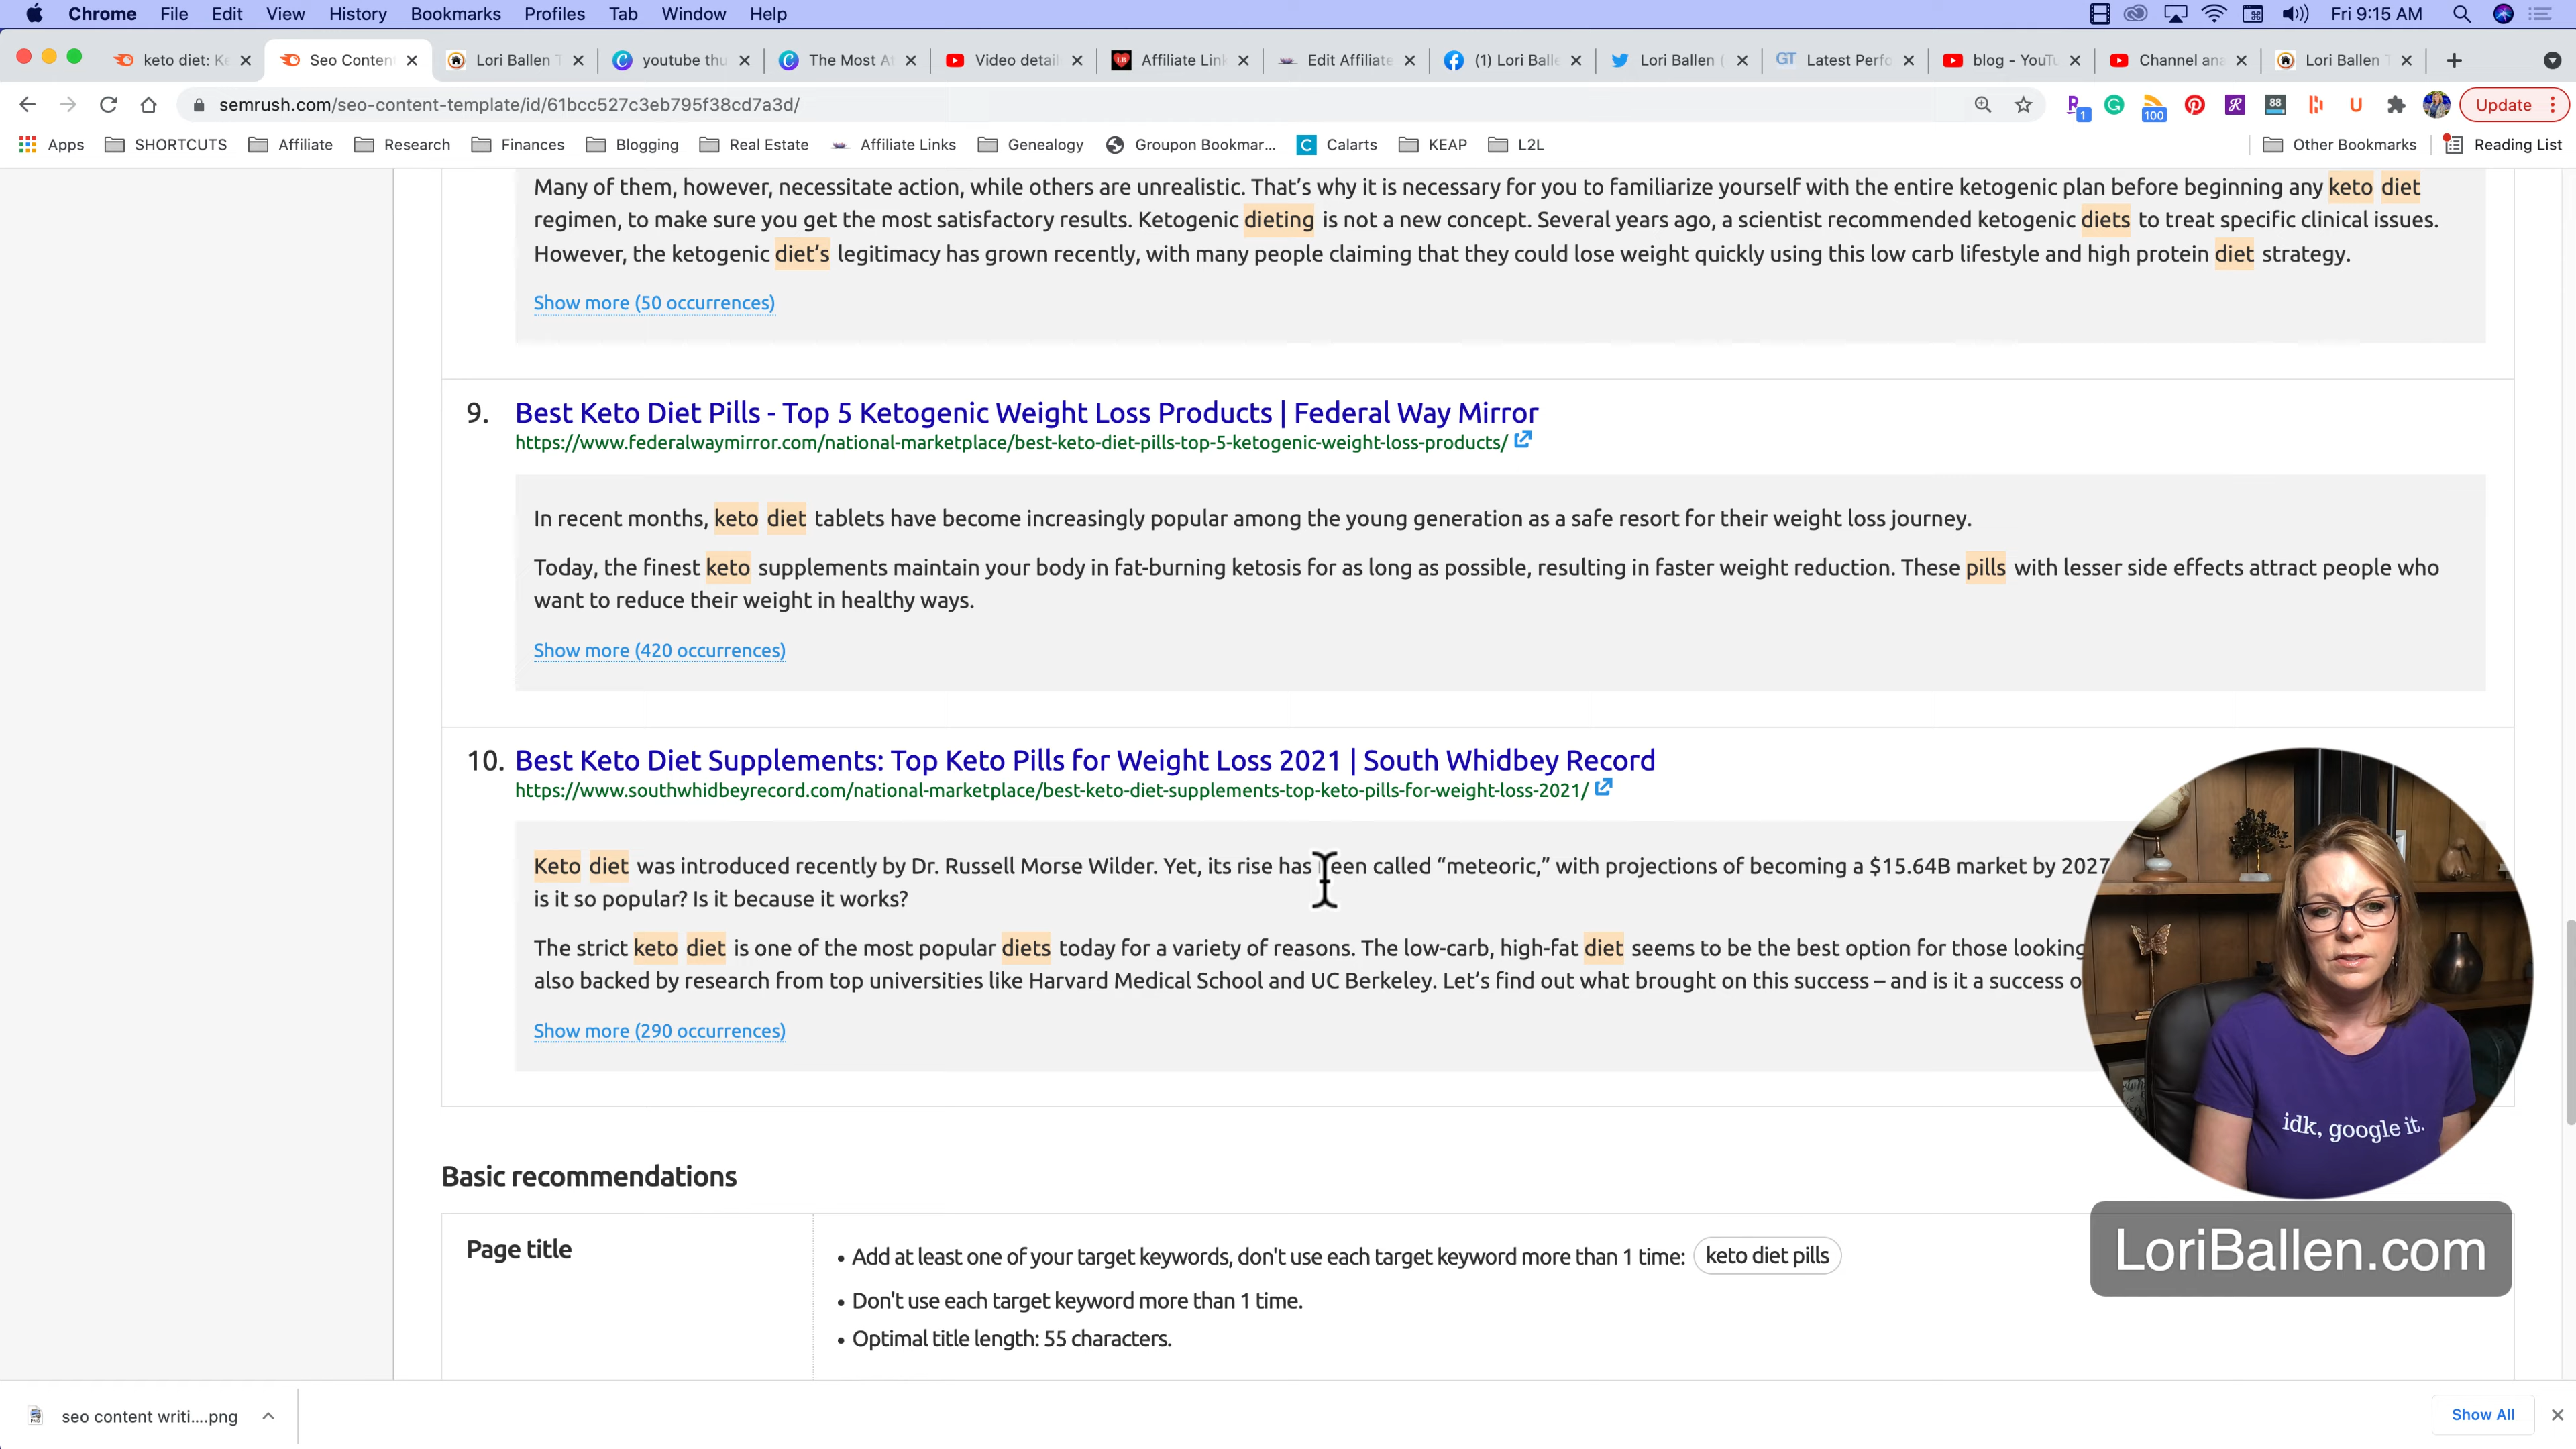 Chrome File Edit View History Bookmarks Profiles Tab Window Help Fri 9:15 AM
keto diet: Ke Seo Conten Lori Ballen T youtube thu The Most At Video detail Affiliate Link Edit Affiliate (1) Lori Balle Lori Ballen ( GT Latest Perfo blog - YouTu Channel ana Lori Ballen T
semrush.com/seo-content-template/id/61bcc527c3eb795f38cd7a3d/ 1 100 88 Update
Apps SHORTCUTS Affiliate Research Finances Blogging Real Estate Affiliate Links Genealogy Groupon Bookmar... C Calarts KEAP L2L Other Bookmarks Reading List
Many of them, however, necessitate action, while others are unrealistic. That's why it is necessary for you to familiarize yourself with the entire ketogenic plan before beginning any keto diet
regimen, to make sure you get the most satisfactory results. Ketogenic dieting is not a new concept. Several years ago, a scientist recommended ketogenic diets to treat specific clinical issues.
However, the ketogenic diet's legitimacy has grown recently, with many people claiming that they could lose weight quickly using this low carb lifestyle and high protein diet strategy.
Show more (50 occurrences)
9. Best Keto Diet Pills - Top 5 Ketogenic Weight Loss Products | Federal Way Mirror
https://www.federalwaymirror.com/national-marketplace/best-keto-diet-pills-top-5-ketogenic-weight-loss-products/
In recent months, keto diet tablets have become increasingly popular among the young generation as a safe resort for their weight loss journey.
Today, the finest keto supplements maintain your body in fat-burning ketosis for as long as possible, resulting in faster weight reduction. These pills with lesser side effects attract people who
want to reduce their weight in healthy ways.
Show more (420 occurrences)
10. Best Keto Diet Supplements: Top Keto Pills for Weight Loss 2021 | South Whidbey Record
https://www.southwhidbeyrecord.com/national-marketplace/best-keto-diet-supplements-top-keto-pills-for-weight-loss-2021/
Keto diet was introduced recently by Dr. Russell Morse Wilder. Yet, its rise has been called “meteoric,” with projections of becoming a $15.64B market by 2027
is it so popular? Is it because it works?
The strict keto diet is one of the most popular diets today for a variety of reasons. The low-carb, high-fat diet seems to be the best option for those looking
also backed by research from top universities like Harvard Medical School and UC Berkeley. Let's find out what brought on this success – and is it a success o
Show more (290 occurrences)
idk, google it.
Basic recommendations
Page title
• Add at least one of your target keywords, don't use each target keyword more than 1 time: keto diet pills
• Don't use each target keyword more than 1 time.
• Optimal title length: 55 characters.
LoriBallen.com
seo content writi....png Show All